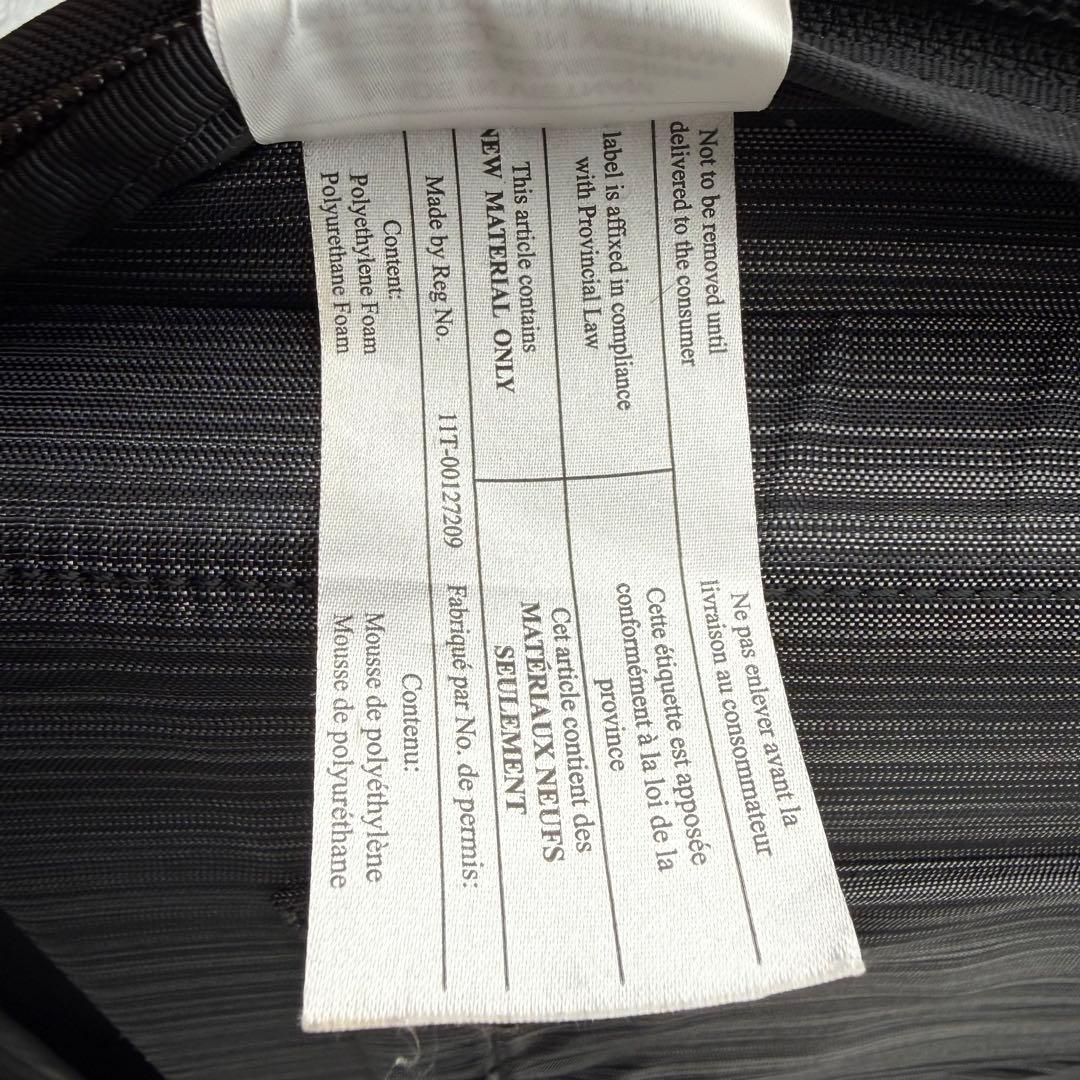 Not to be removed until
delivered to the consumer
Ne pas enlever avant la
livraison au consommateur
label is affixed in compliance
with Provincial Law
Cette étiquette est apposée
conformément à la loi de la
province
This article contains
NEW MATERIAL ONLY
Cet article contient des
MATÉRIAUX NEUFS
SEULEMENT
Made by Reg No. 11T-00127209 Fabriqué par No. de permis:
Content:
Polyethylene Foam
Polyurethane Foam
Contenu:
Mousse de polyéthylène
Mousse de polyuréthane